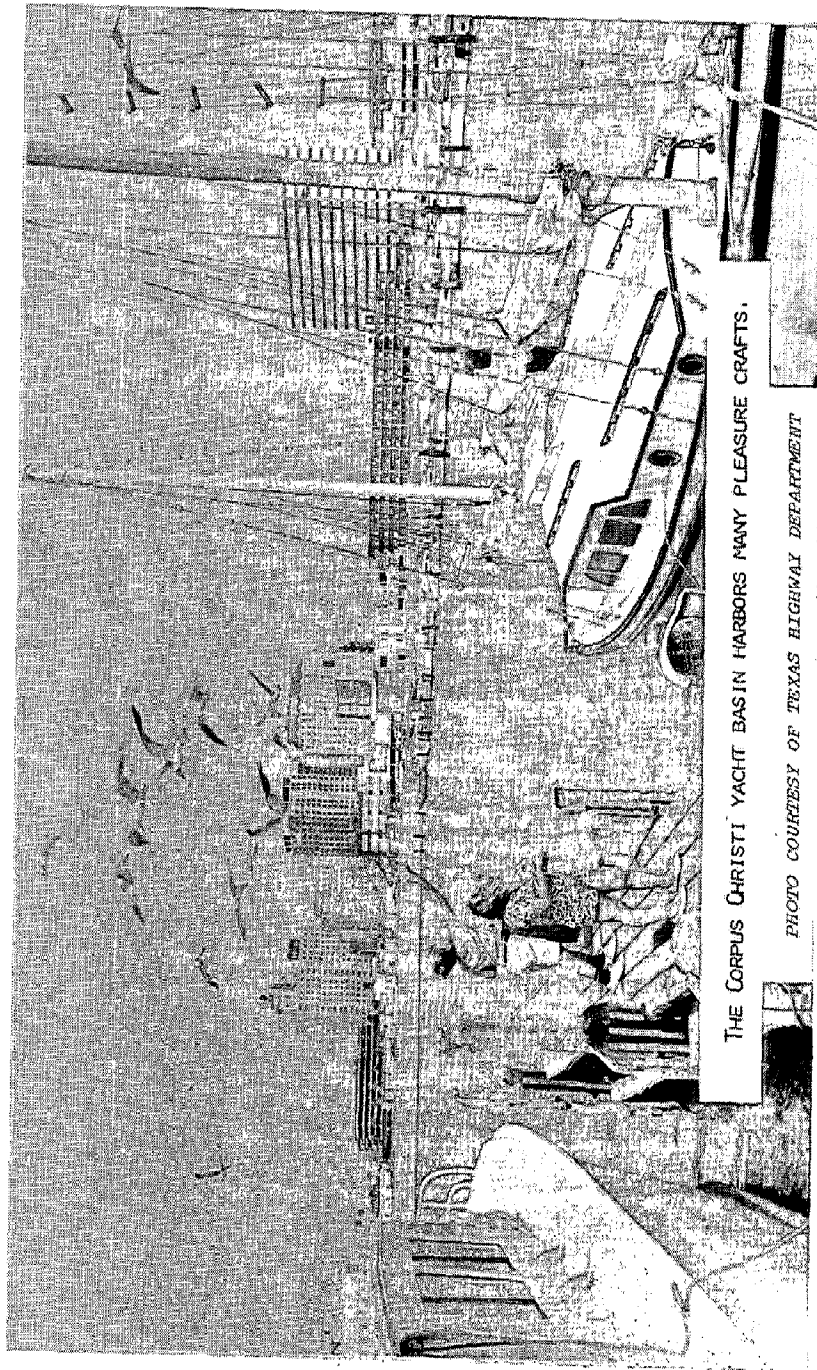 THE CORPUS CHRISTI YACHT BASIN HARBORS MANY PLEASURE CRAFTS.
PHOTO COURTESY OF TEXAS HIGHWAY DEPARTMENT